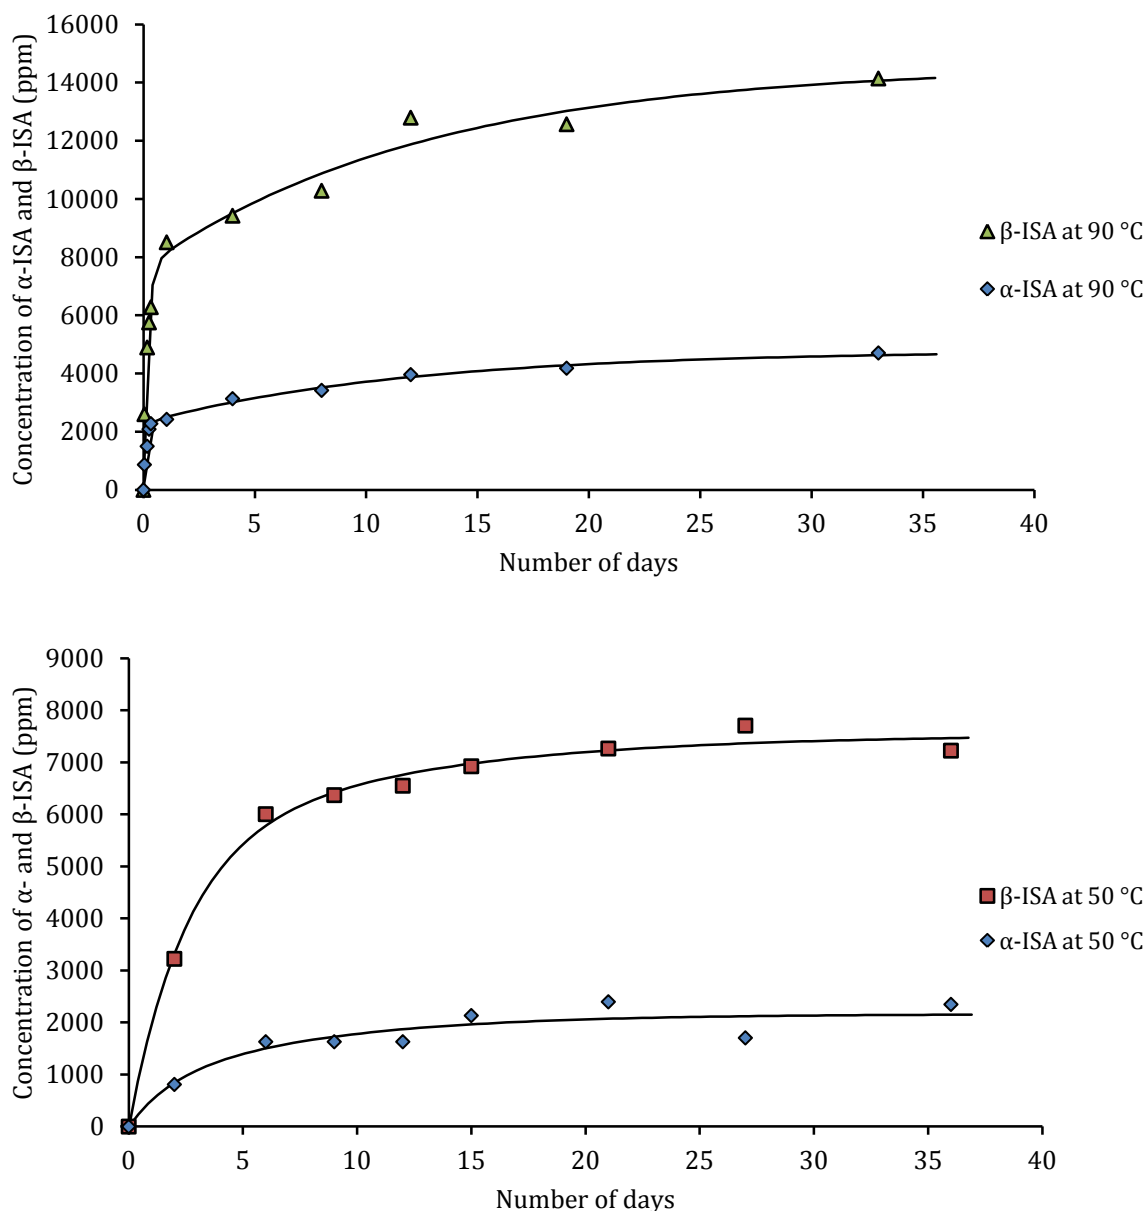 Concentration of α-ISA and β-ISA (ppm)
16000
14000
12000
10000
8000
6000
4000
2000
0
0 5 10 15 20 25 30 35 40
Number of days
β-ISA at 90 °C
α-ISA at 90 °C
Concentration of α- and β-ISA (ppm)
9000
8000
7000
6000
5000
4000
3000
2000
1000
0
0 5 10 15 20 25 30 35 40
Number of days
β-ISA at 50 °C
α-ISA at 50 °C